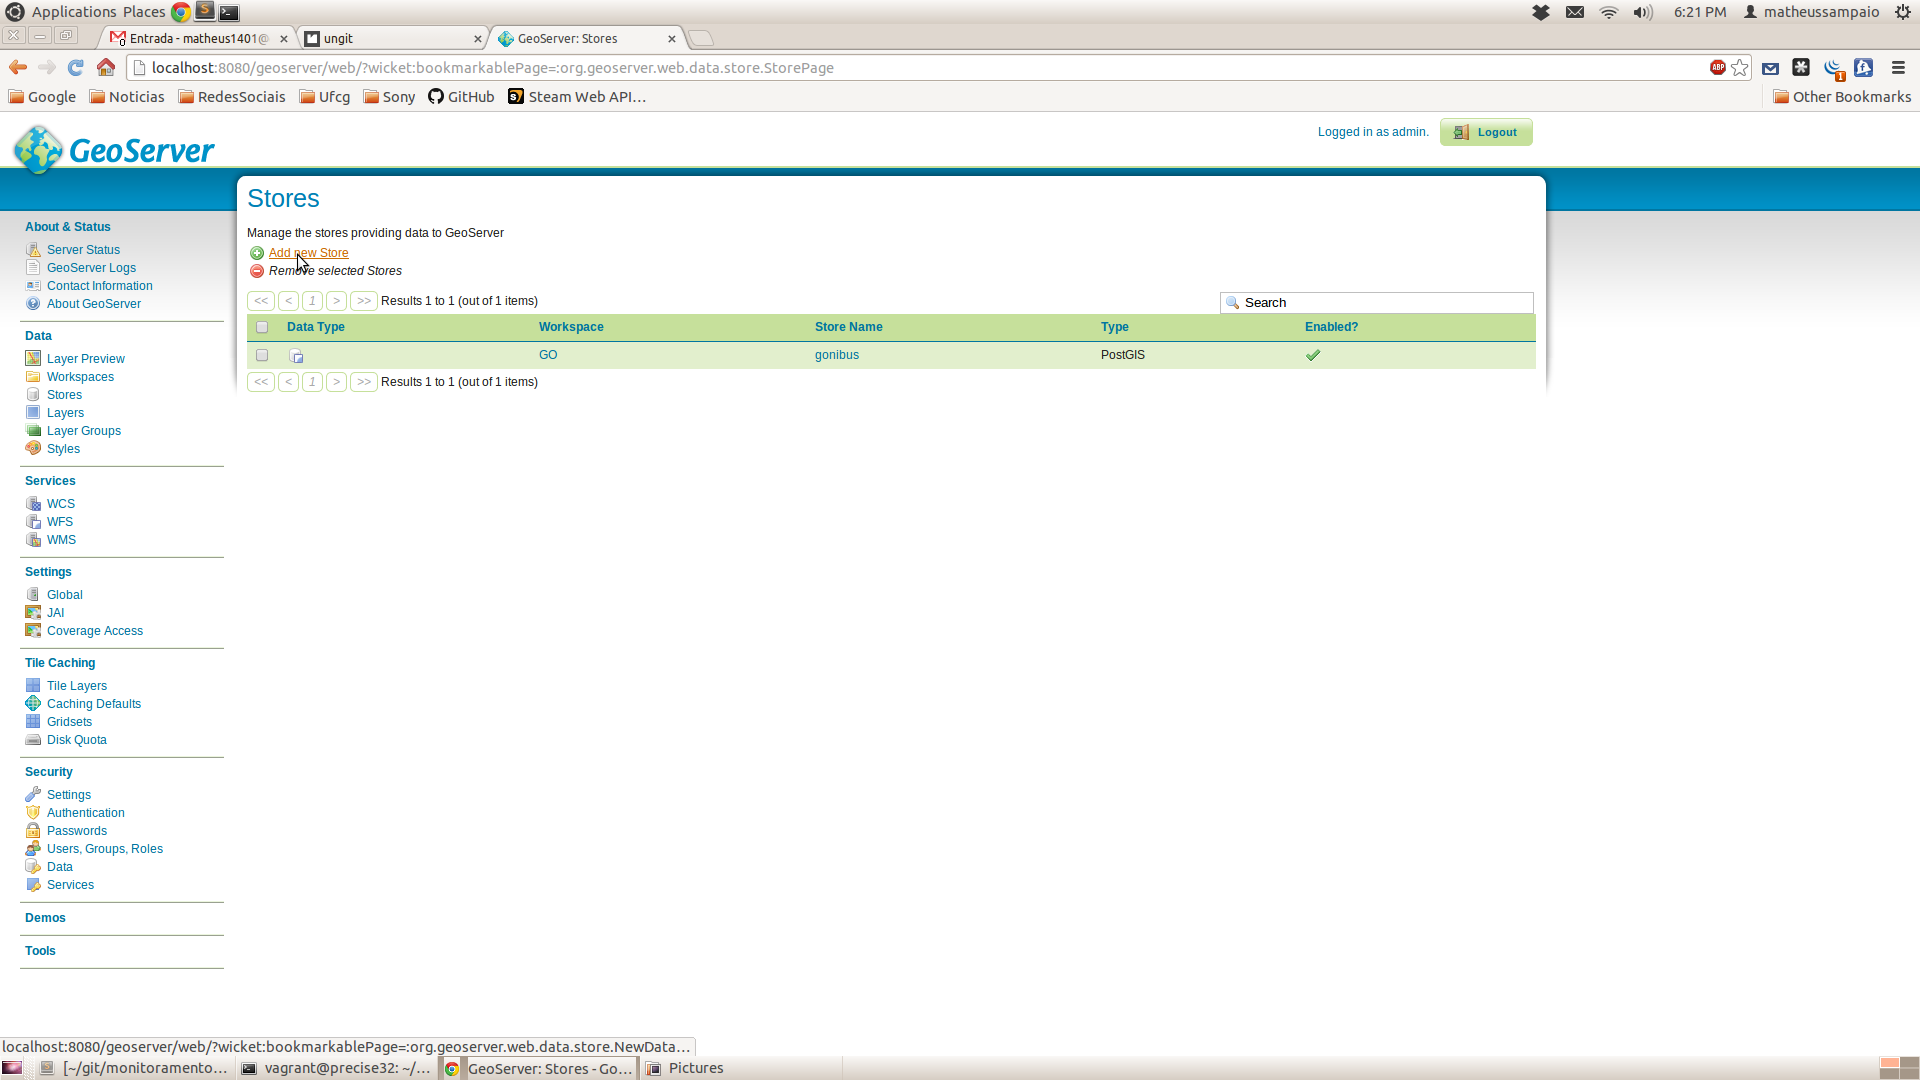 Applications Places 6:21 PM matheussampaio
Entrada - matheus1401@ ungit GeoServer: Stores
localhost:8080/geoserver/web/?wicket:bookmarkablePage=:org.geoserver.web.data.store.StorePage ABP 1
Google Noticias RedesSociais Ufcg Sony GitHub Steam Web API... Other Bookmarks
GeoServer
Logged in as admin. Logout
Stores
Manage the stores providing data to GeoServer
Add new Store
Remove selected Stores
<< < 1 > >> Results 1 to 1 (out of 1 items) Search
Data Type Workspace Store Name Type Enabled?
GO gonibus PostGIS
<< < 1 > >> Results 1 to 1 (out of 1 items)
About & Status
Server Status
GeoServer Logs
Contact Information
About GeoServer
Data
Layer Preview
Workspaces
Stores
Layers
Layer Groups
Styles
Services
WCS
WFS
WMS
Settings
Global
JAI
Coverage Access
Tile Caching
Tile Layers
Caching Defaults
Gridsets
Disk Quota
Security
Settings
Authentication
Passwords
Users, Groups, Roles
Data
Services
Demos
Tools
localhost:8080/geoserver/web/?wicket:bookmarkablePage=:org.geoserver.web.data.store.NewData...
[~/git/monitoramento... vagrant@precise32: ~/... GeoServer: Stores - Go... Pictures